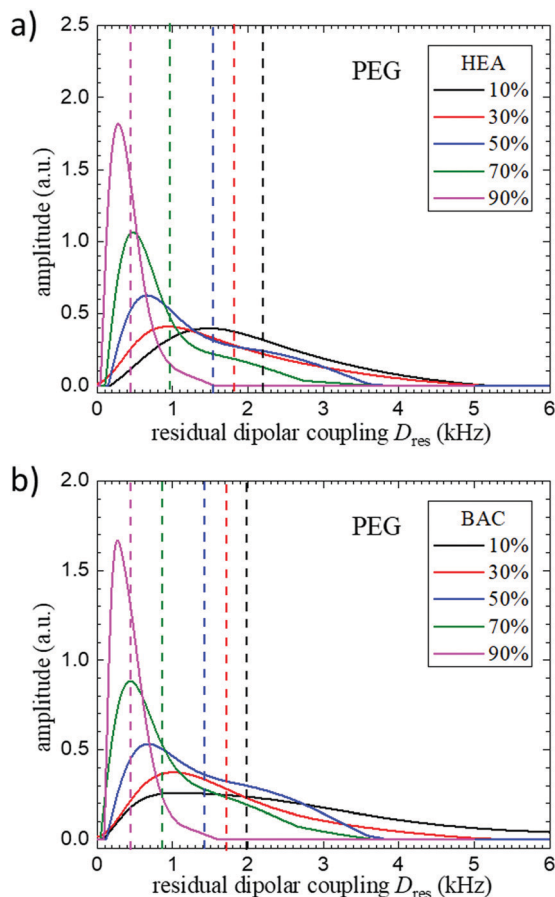 a)
PEG
HEA
10%
30%
50%
70%
90%
2.5
2.0
1.5
1.0
0.5
0.0
amplitude (a.u.)
0 1 2 3 4 5 6
residual dipolar coupling Dres (kHz)
b)
PEG
BAC
10%
30%
50%
70%
90%
2.0
1.5
1.0
0.5
0.0
amplitude (a.u.)
0 1 2 3 4 5 6
residual dipolar coupling Dres (kHz)